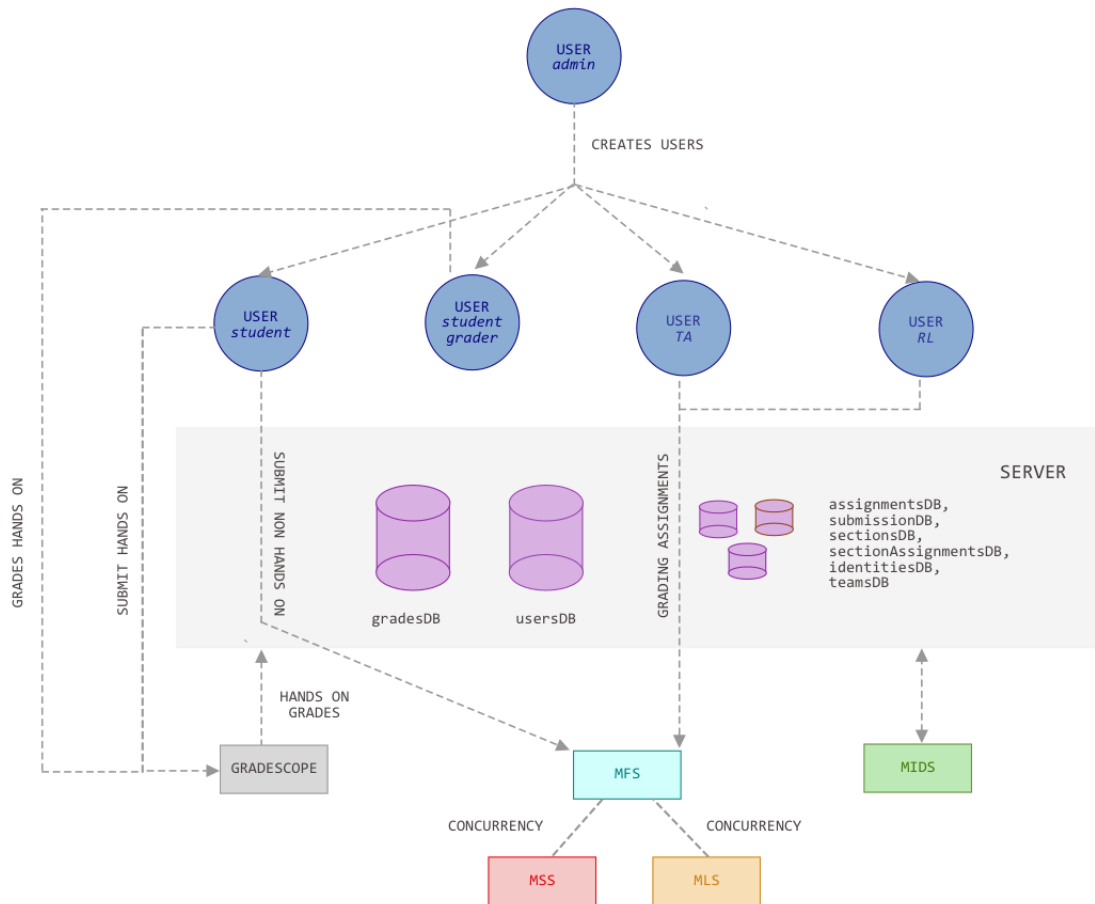 USER
admin
CREATES USERS
USER
student
USER
student
grader
USER
TA
USER
RL
GRADES HANDS ON
SUBMIT HANDS ON
SUBMIT NON HANDS ON
GRADING ASSIGNMENTS
SERVER
assignmentsDB,
submissionDB,
sectionsDB,
sectionAssignmentsDB,
identitiesDB,
teamsDB
gradesDB
usersDB
HANDS ON
GRADES
GRADESCOPE
MFS
MIDS
CONCURRENCY
CONCURRENCY
MSS
MLS